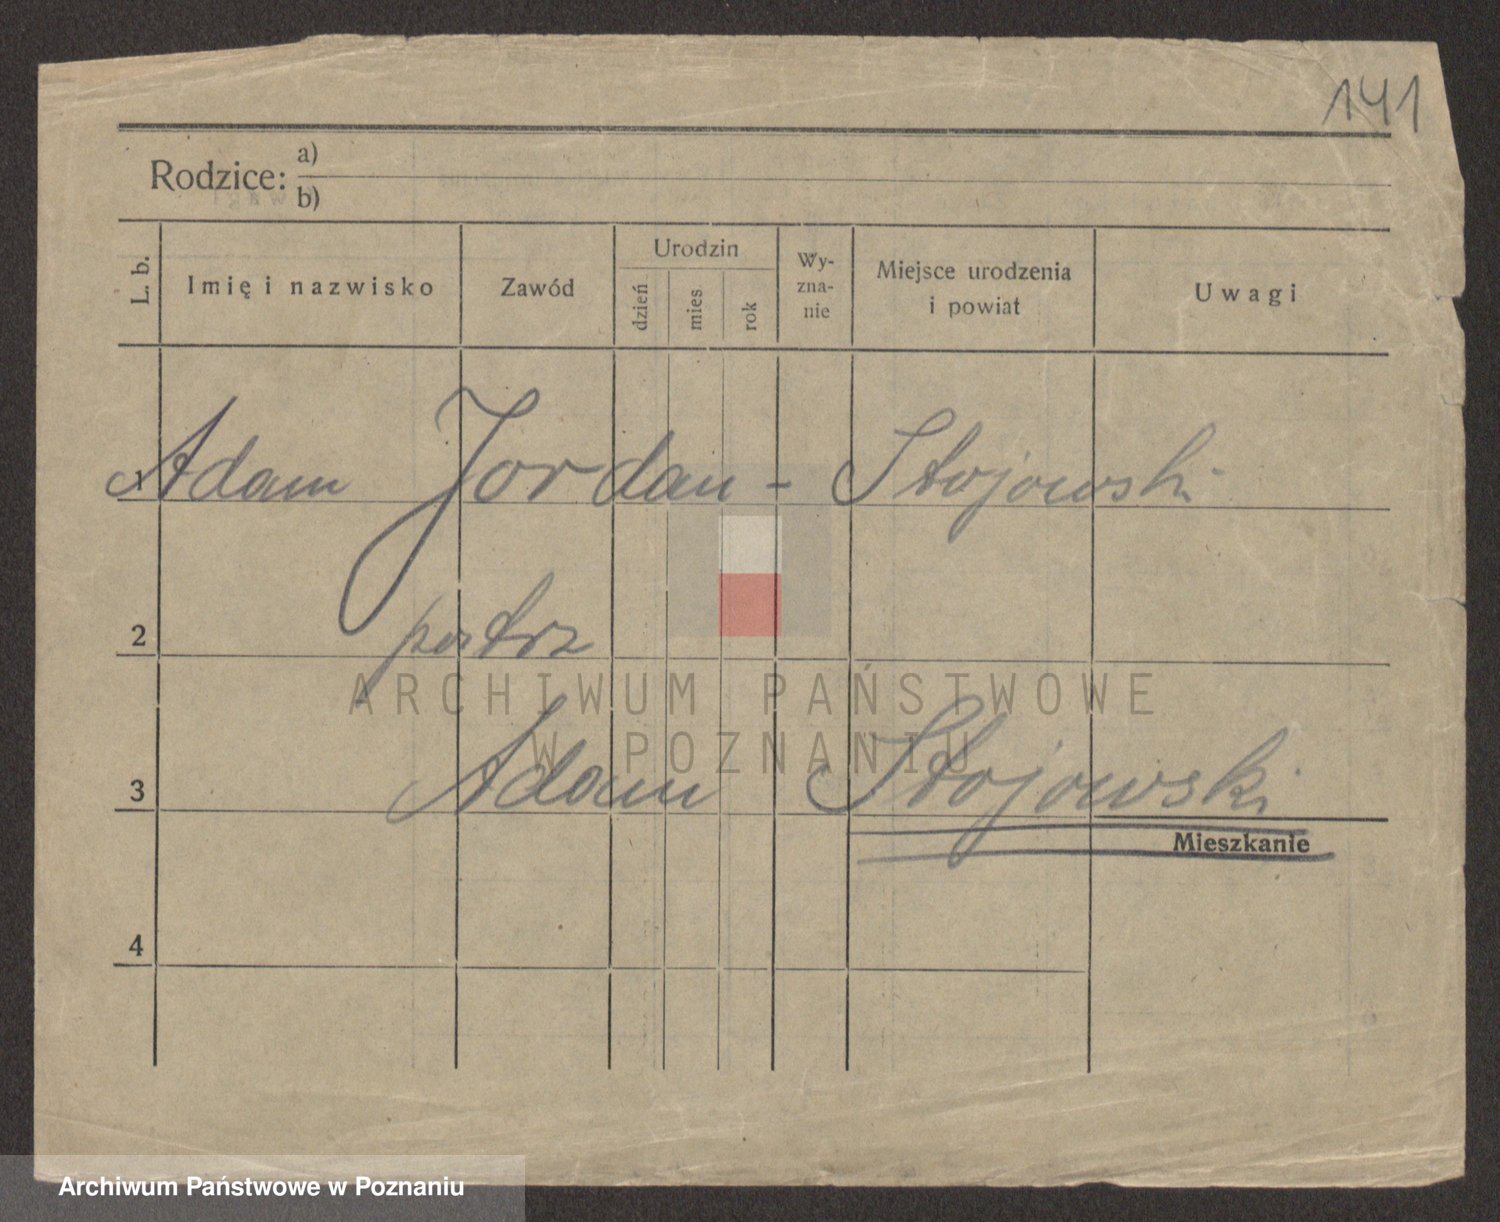 141
Rodzice: a)
b)
L. b.
Imię i nazwisko
Zawód
Urodzin
dzień
mies
rok
Wy-
zna-
nie
Miejsce urodzenia
i powiat
Uwagi
1
Adam Jordan - Stojowski
2
patrz
ARCHIWUM PAŃSTWOWE
W POZNANIU
3
Adam Stojowski
Mieszkanie
4
Archiwum Państwowe w Poznaniu